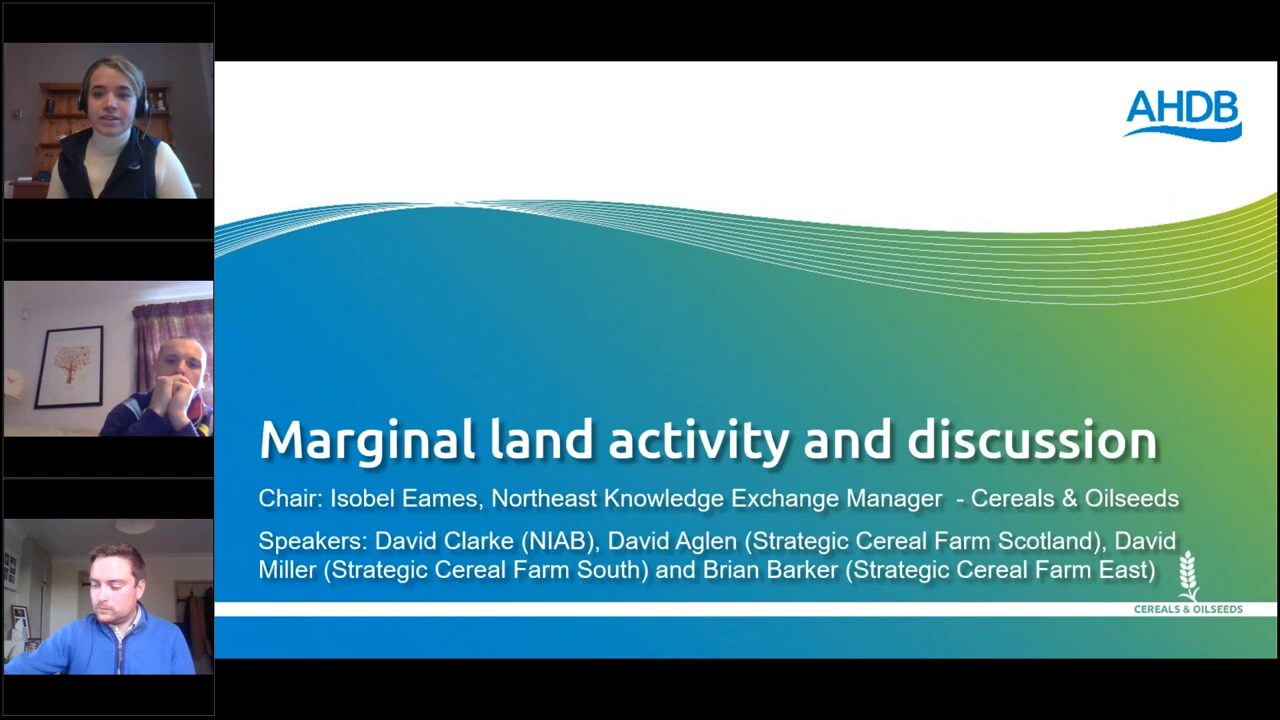 AHDB
Marginal land activity and discussion
Chair: Isobel Eames, Northeast Knowledge Exchange Manager  - Cereals & Oilseeds
Speakers: David Clarke (NIAB), David Aglen (Strategic Cereal Farm Scotland), David
Miller (Strategic Cereal Farm South) and Brian Barker (Strategic Cereal Farm East)
CEREALS & OILSEEDS